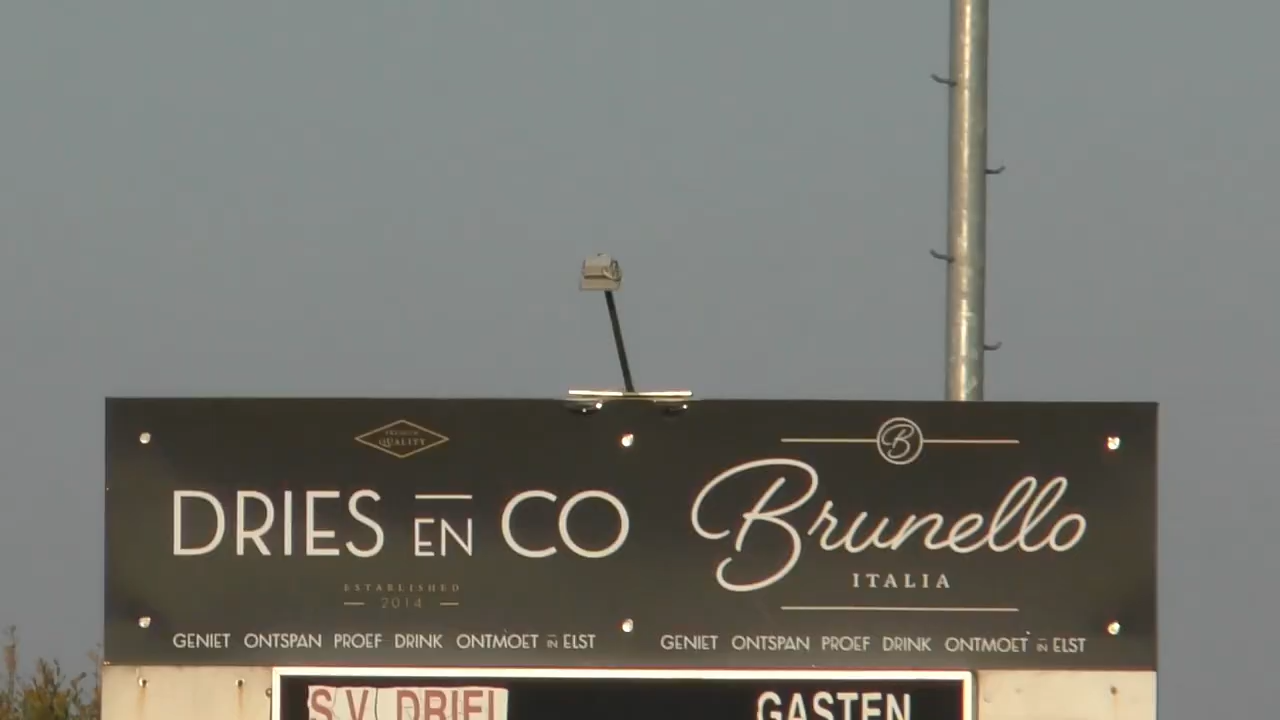 PREMIUM
QUALITY
DRIES EN CO
ESTABLISHED
2014
GENIET ONTSPAN PROEF DRINK ONTMOET IN ELST
B
Brunello
ITALIA
GENIET ONTSPAN PROEF DRINK ONTMOET IN ELST
S.V. DRIEL
GASTEN